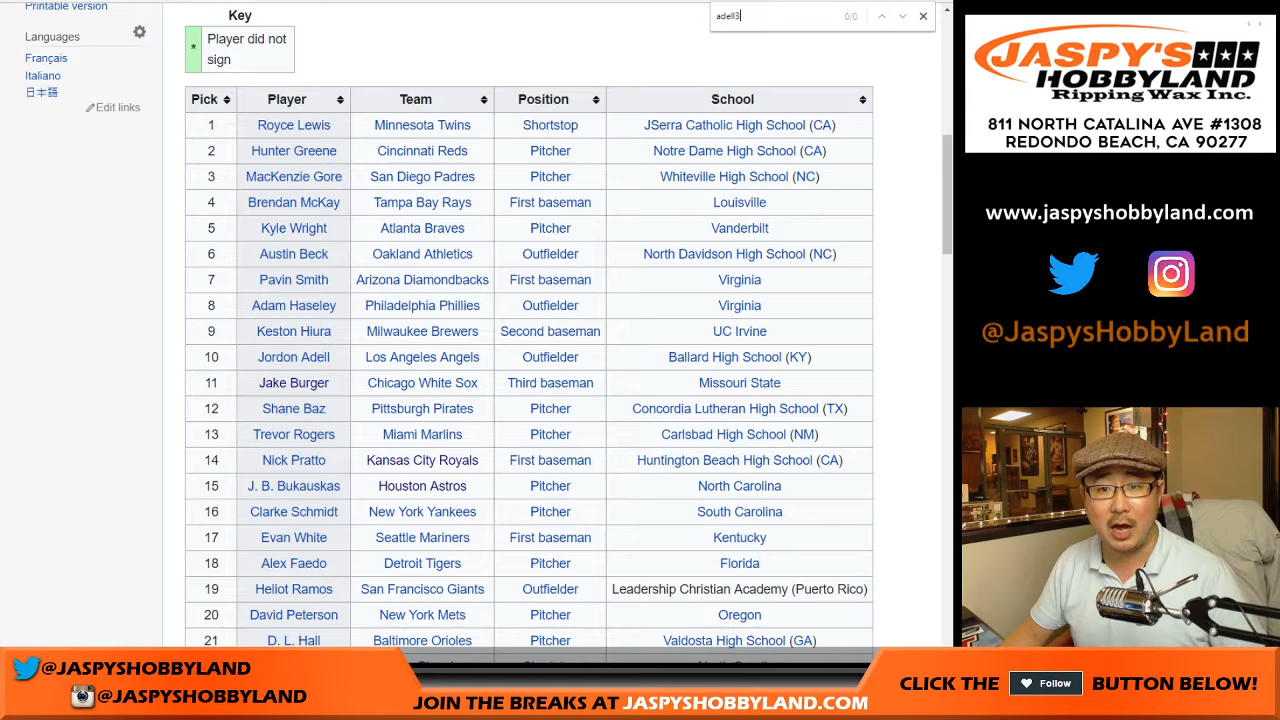 Printable version
Languages
Français
Italiano
日本語
Edit links
Key
* Player did not
sign
adell3 0/0
Pick Player Team Position School
1 Royce Lewis Minnesota Twins Shortstop JSerra Catholic High School (CA)
2 Hunter Greene Cincinnati Reds Pitcher Notre Dame High School (CA)
3 MacKenzie Gore San Diego Padres Pitcher Whiteville High School (NC)
4 Brendan McKay Tampa Bay Rays First baseman Louisville
5 Kyle Wright Atlanta Braves Pitcher Vanderbilt
6 Austin Beck Oakland Athletics Outfielder North Davidson High School (NC)
7 Pavin Smith Arizona Diamondbacks First baseman Virginia
8 Adam Haseley Philadelphia Phillies Outfielder Virginia
9 Keston Hiura Milwaukee Brewers Second baseman UC Irvine
10 Jordon Adell Los Angeles Angels Outfielder Ballard High School (KY)
11 Jake Burger Chicago White Sox Third baseman Missouri State
12 Shane Baz Pittsburgh Pirates Pitcher Concordia Lutheran High School (TX)
13 Trevor Rogers Miami Marlins Pitcher Carlsbad High School (NM)
14 Nick Pratto Kansas City Royals First baseman Huntington Beach High School (CA)
15 J. B. Bukauskas Houston Astros Pitcher North Carolina
16 Clarke Schmidt New York Yankees Pitcher South Carolina
17 Evan White Seattle Mariners First baseman Kentucky
18 Alex Faedo Detroit Tigers Pitcher Florida
19 Heliot Ramos San Francisco Giants Outfielder Leadership Christian Academy (Puerto Rico)
20 David Peterson New York Mets Pitcher Oregon
21 D. L. Hall Baltimore Orioles Pitcher Valdosta High School (GA)
JASPY'S
HOBBYLAND
Ripping Wax Inc.
811 NORTH CATALINA AVE #1308
REDONDO BEACH, CA 90277
www.jaspyshobbyland.com
@JaspysHobbyLand
@JASPYSHOBBYLAND
@JASPYSHOBBYLAND
JOIN THE BREAKS AT JASPYSHOBBYLAND.COM
CLICK THE Follow BUTTON BELOW!